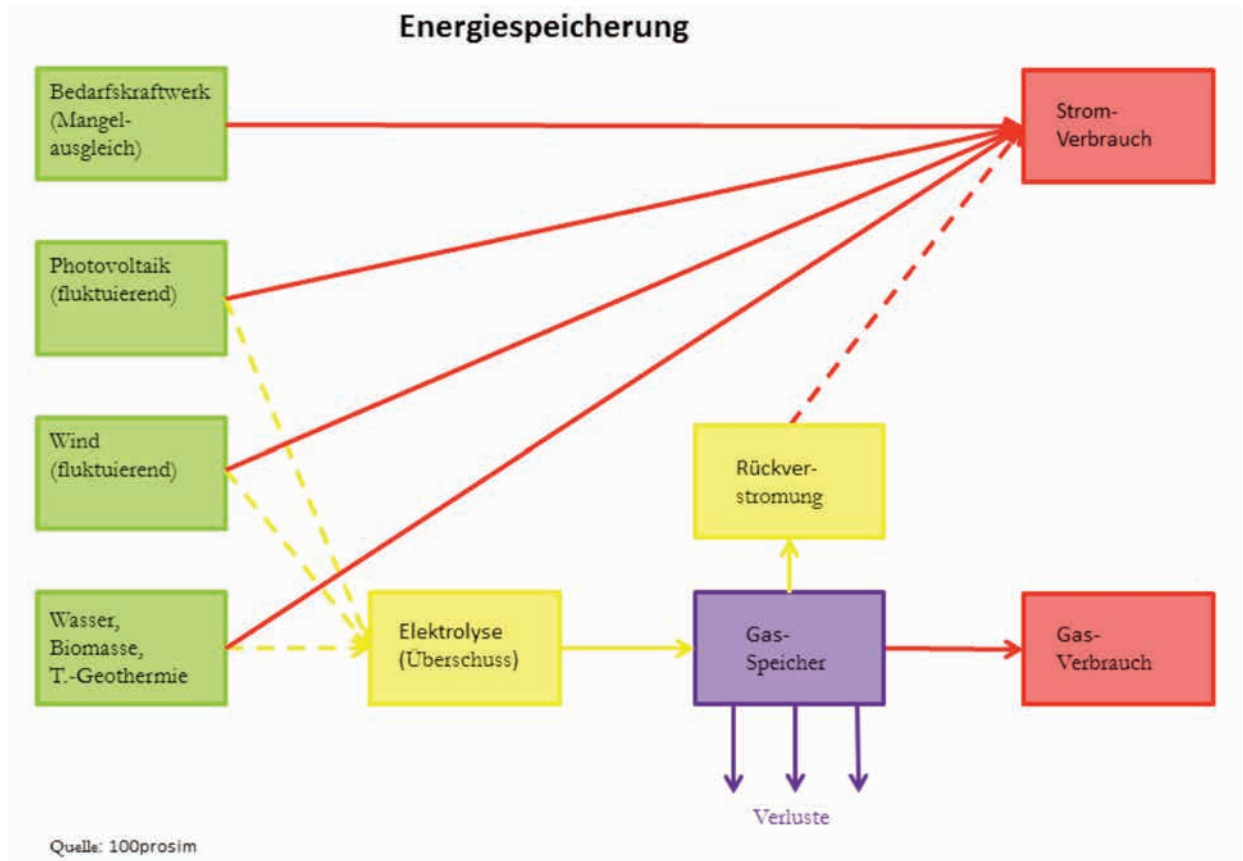 Energiespeicherung
Bedarfskraftwerk
(Mangel-
ausgleich)
Strom-
Verbrauch
Photovoltaik
(fluktuierend)
Wind
(fluktuierend)
Rückver-
stromung
Wasser,
Biomasse,
T.-Geothermie
Elektrolyse
(Überschuss)
Gas-
Speicher
Gas-
Verbrauch
Verluste
Quelle: 100prosim